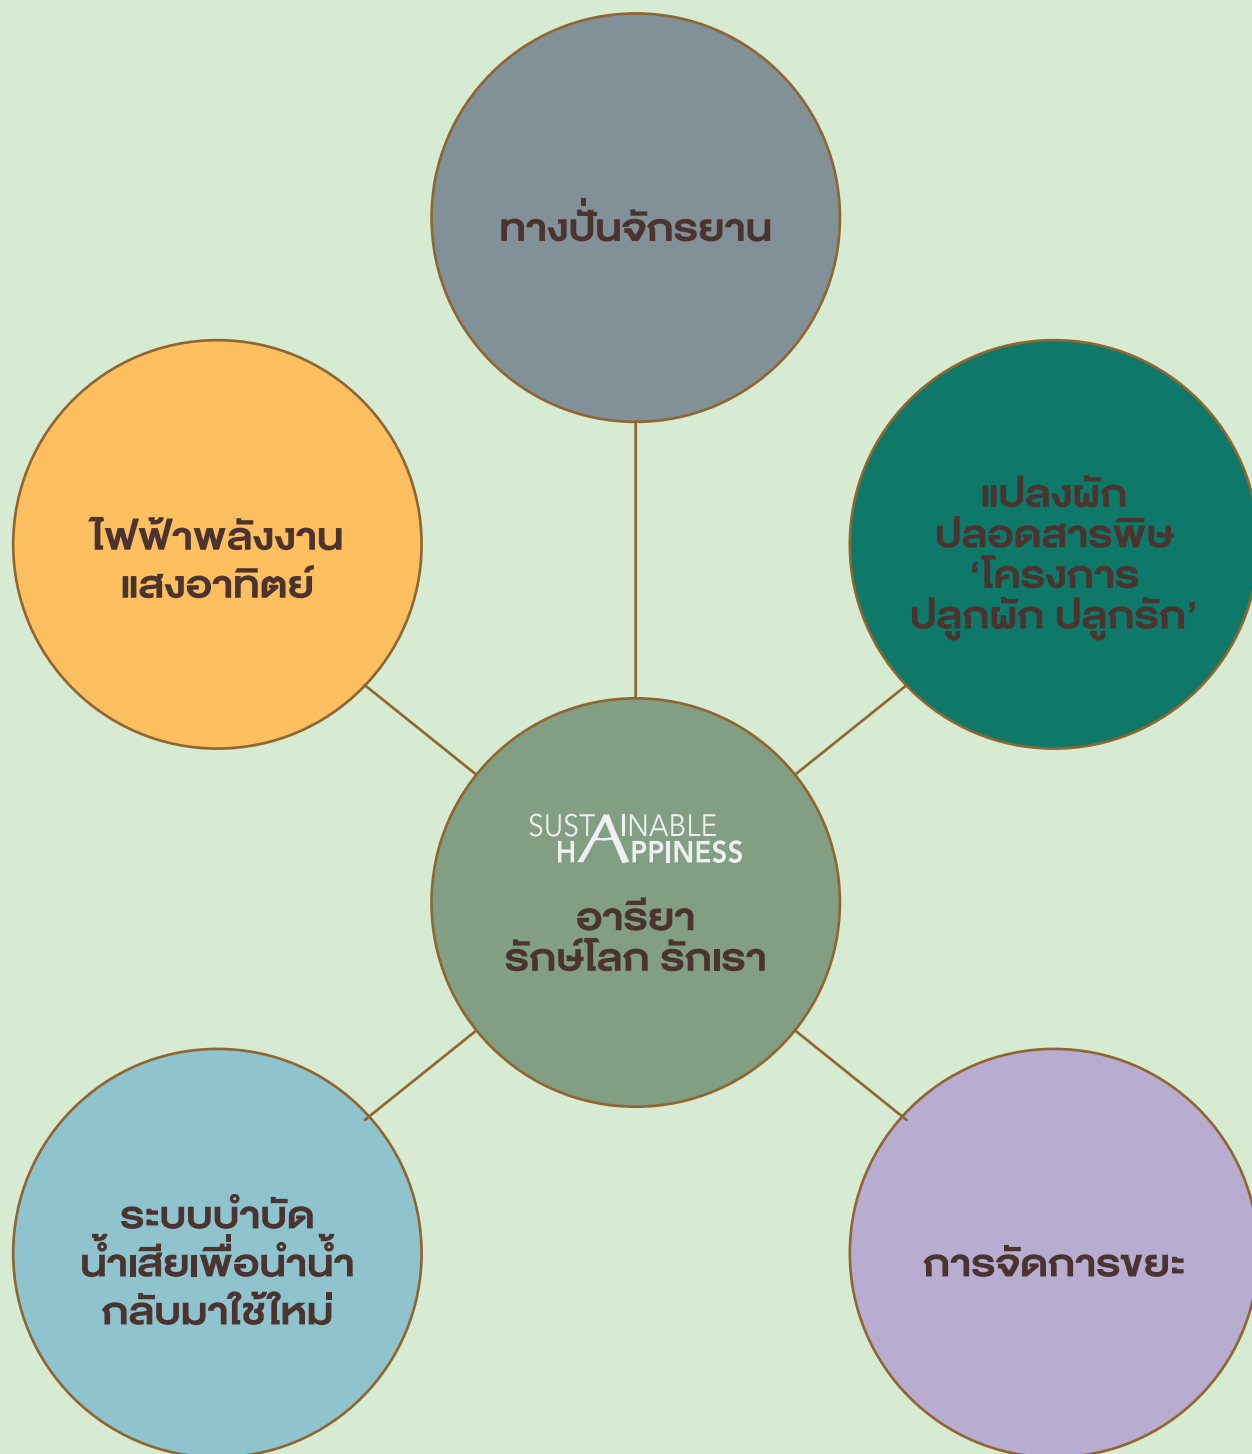 ทางปั่นจักรยาน
ไฟฟ้าพลังงาน
แสงอาทิตย์
แปลงผัก
ปลอดสารพิษ
‘โครงการ
ปลูกผัก ปลูกรัก’
SUSTAINABLE
HAPPINESS
อารียา
รักษ์โลก รักเรา
ระบบบำบัด
น้ำเสียเพื่อนำน้ำ
กลับมาใช้ใหม่
การจัดการขยะ